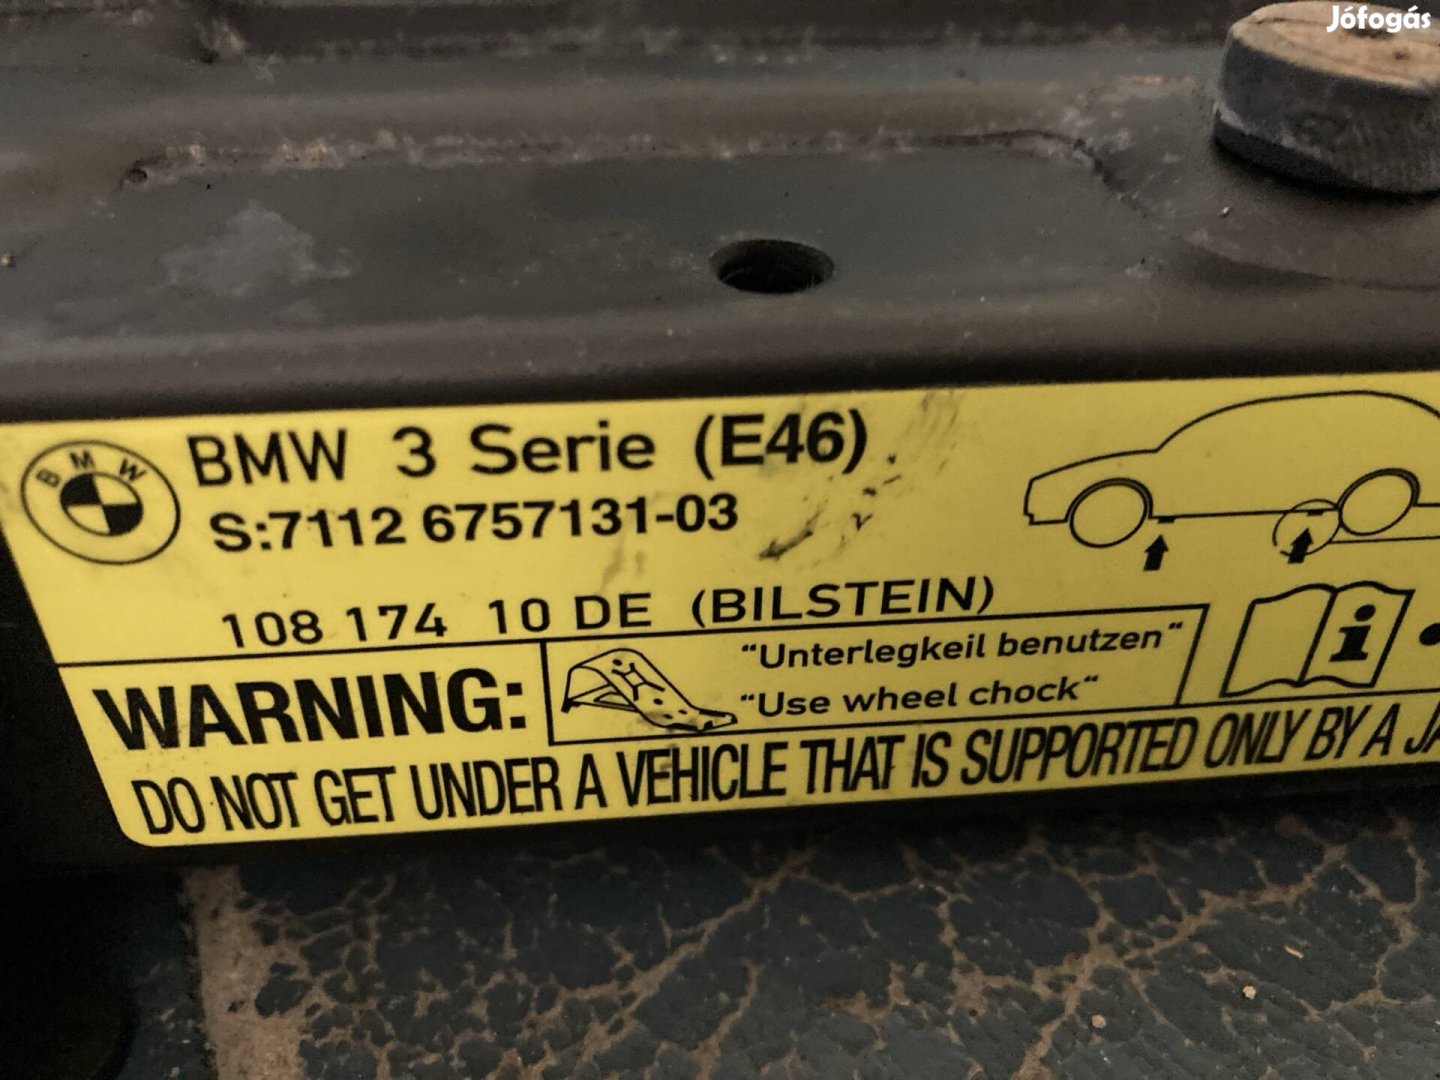 Jófogás
BMW
BMW 3 Serie (E46)
S:7112 6757131-03
108 174 10 DE (BILSTEIN)
WARNING:
"Unterlegkeil benutzen"
"Use wheel chock"
i
DO NOT GET UNDER A VEHICLE THAT IS SUPPORTED ONLY BY A JA